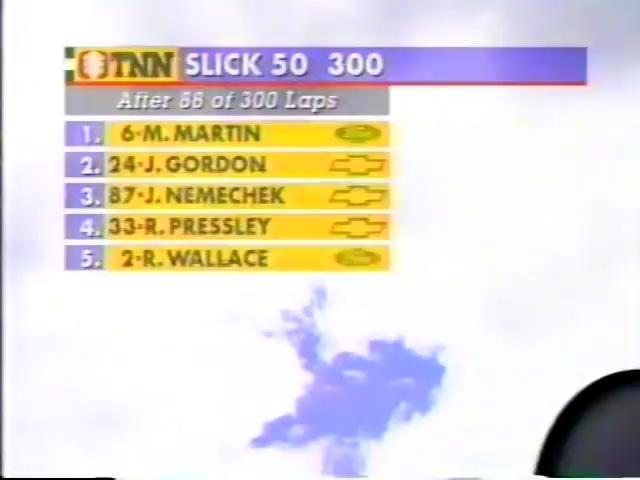 TNN SLICK 50 300
After 88 of 300 Laps
1. 6-M. MARTIN
2. 24-J. GORDON
3. 87-J. NEMECHEK
4. 33-R. PRESSLEY
5. 2-R. WALLACE